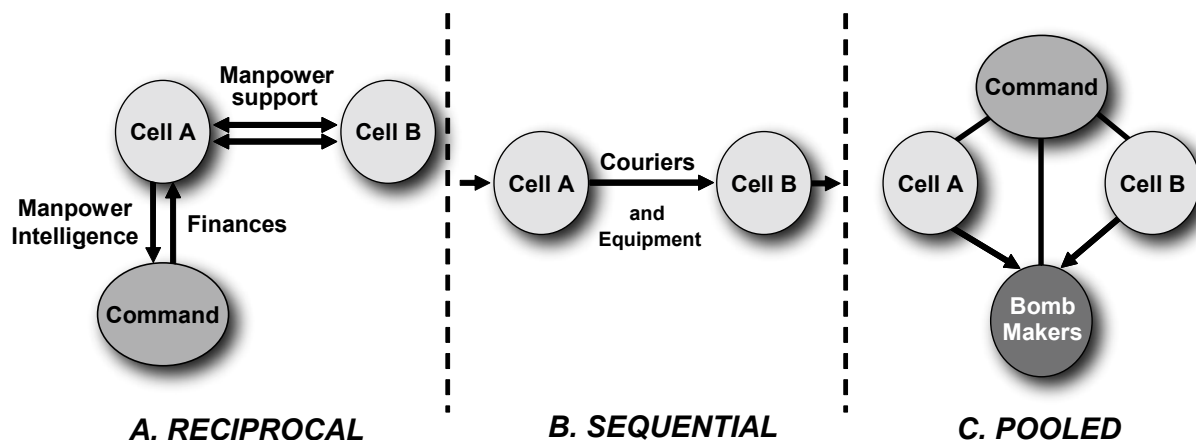 Manpower
support
Cell A
Cell B
Manpower
Intelligence
Finances
Command
A. RECIPROCAL
Cell A
Couriers
and
Equipment
Cell B
B. SEQUENTIAL
Command
Cell A
Cell B
Bomb
Makers
C. POOLED